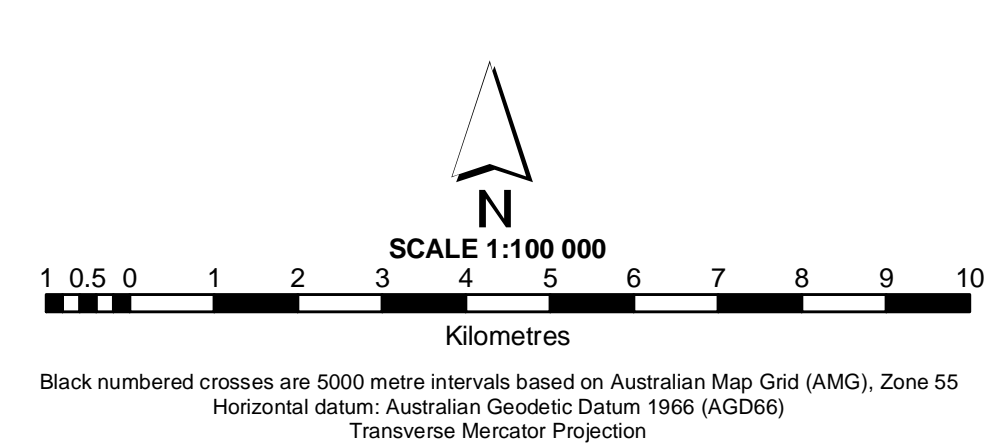 N
SCALE 1:100 000
1 0.5 0 1 2 3 4 5 6 7 8 9 10
Kilometres
Black numbered crosses are 5000 metre intervals based on Australian Map Grid (AMG), Zone 55
Horizontal datum: Australian Geodetic Datum 1966 (AGD66)
Transverse Mercator Projection